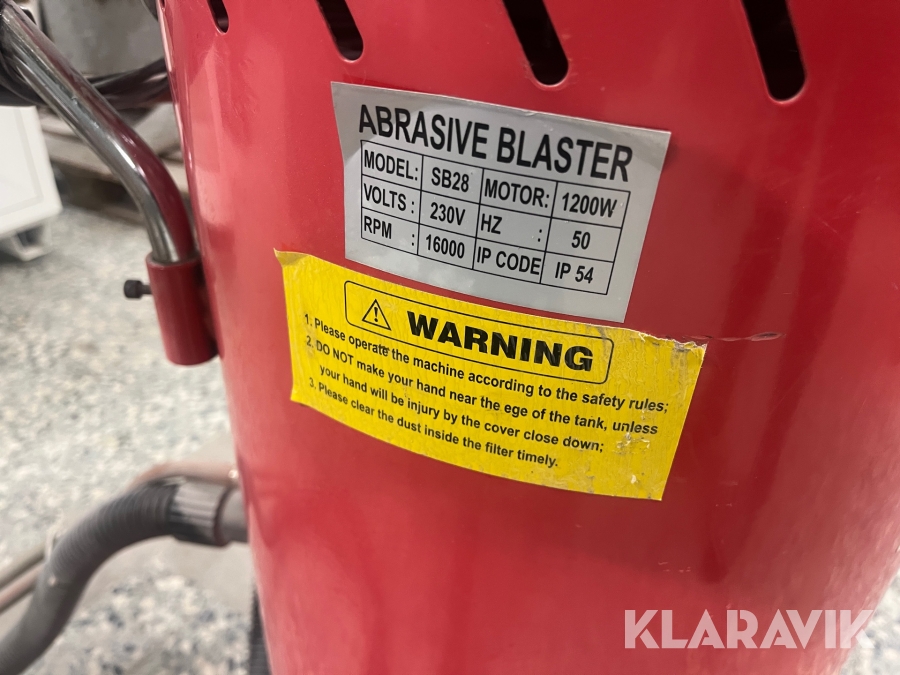 ABRASIVE BLASTER
MODEL: SB28 MOTOR: 1200W
VOLTS : 230V HZ : 50
RPM : 16000 IP CODE IP 54
WARNING
1. Please operate the machine according to the safety rules;
2. DO NOT make your hand near the ege of the tank, unless
your hand will be injury by the cover close down;
3. Please clear the dust inside the filter timely.
KLARAVIK